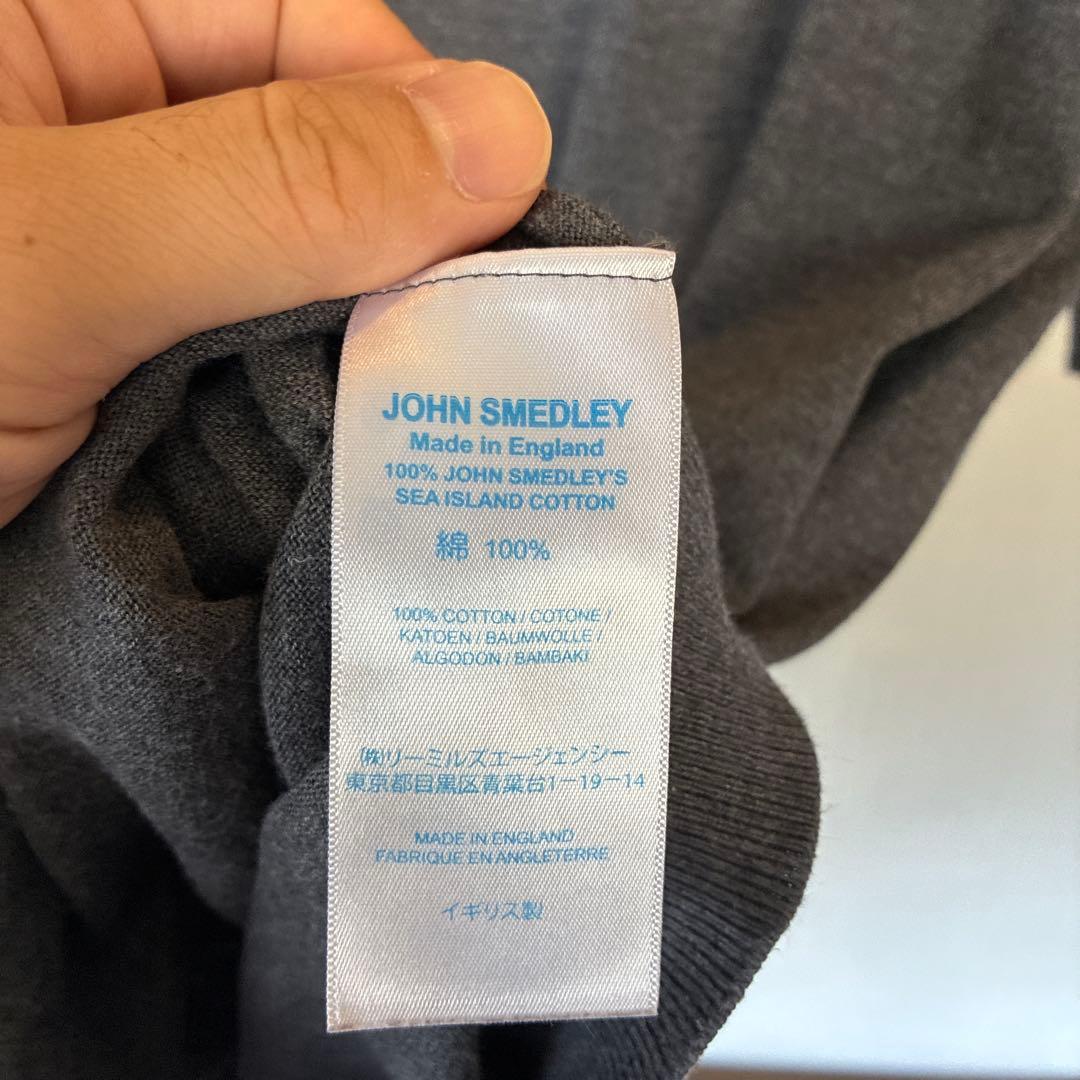 JOHN SMEDLEY
Made in England
100% JOHN SMEDLEY'S
SEA ISLAND COTTON
綿 100%
100% COTTON / COTONE /
KATOEN / BAUMWOLLE /
ALGODON / BAMBAKI
㈱リーミルズエージェンシー
東京都目黒区青葉台1-19-14
MADE IN ENGLAND
FABRIQUE EN ANGLETERRE
イギリス製